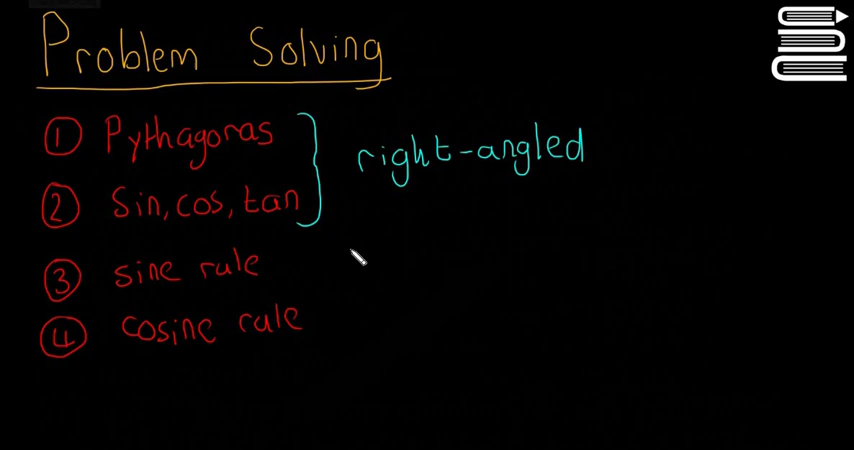 Problem Solving
1 Pythagoras
right-angled
2 Sin, cos, tan
3 sine rule
4 cosine rule